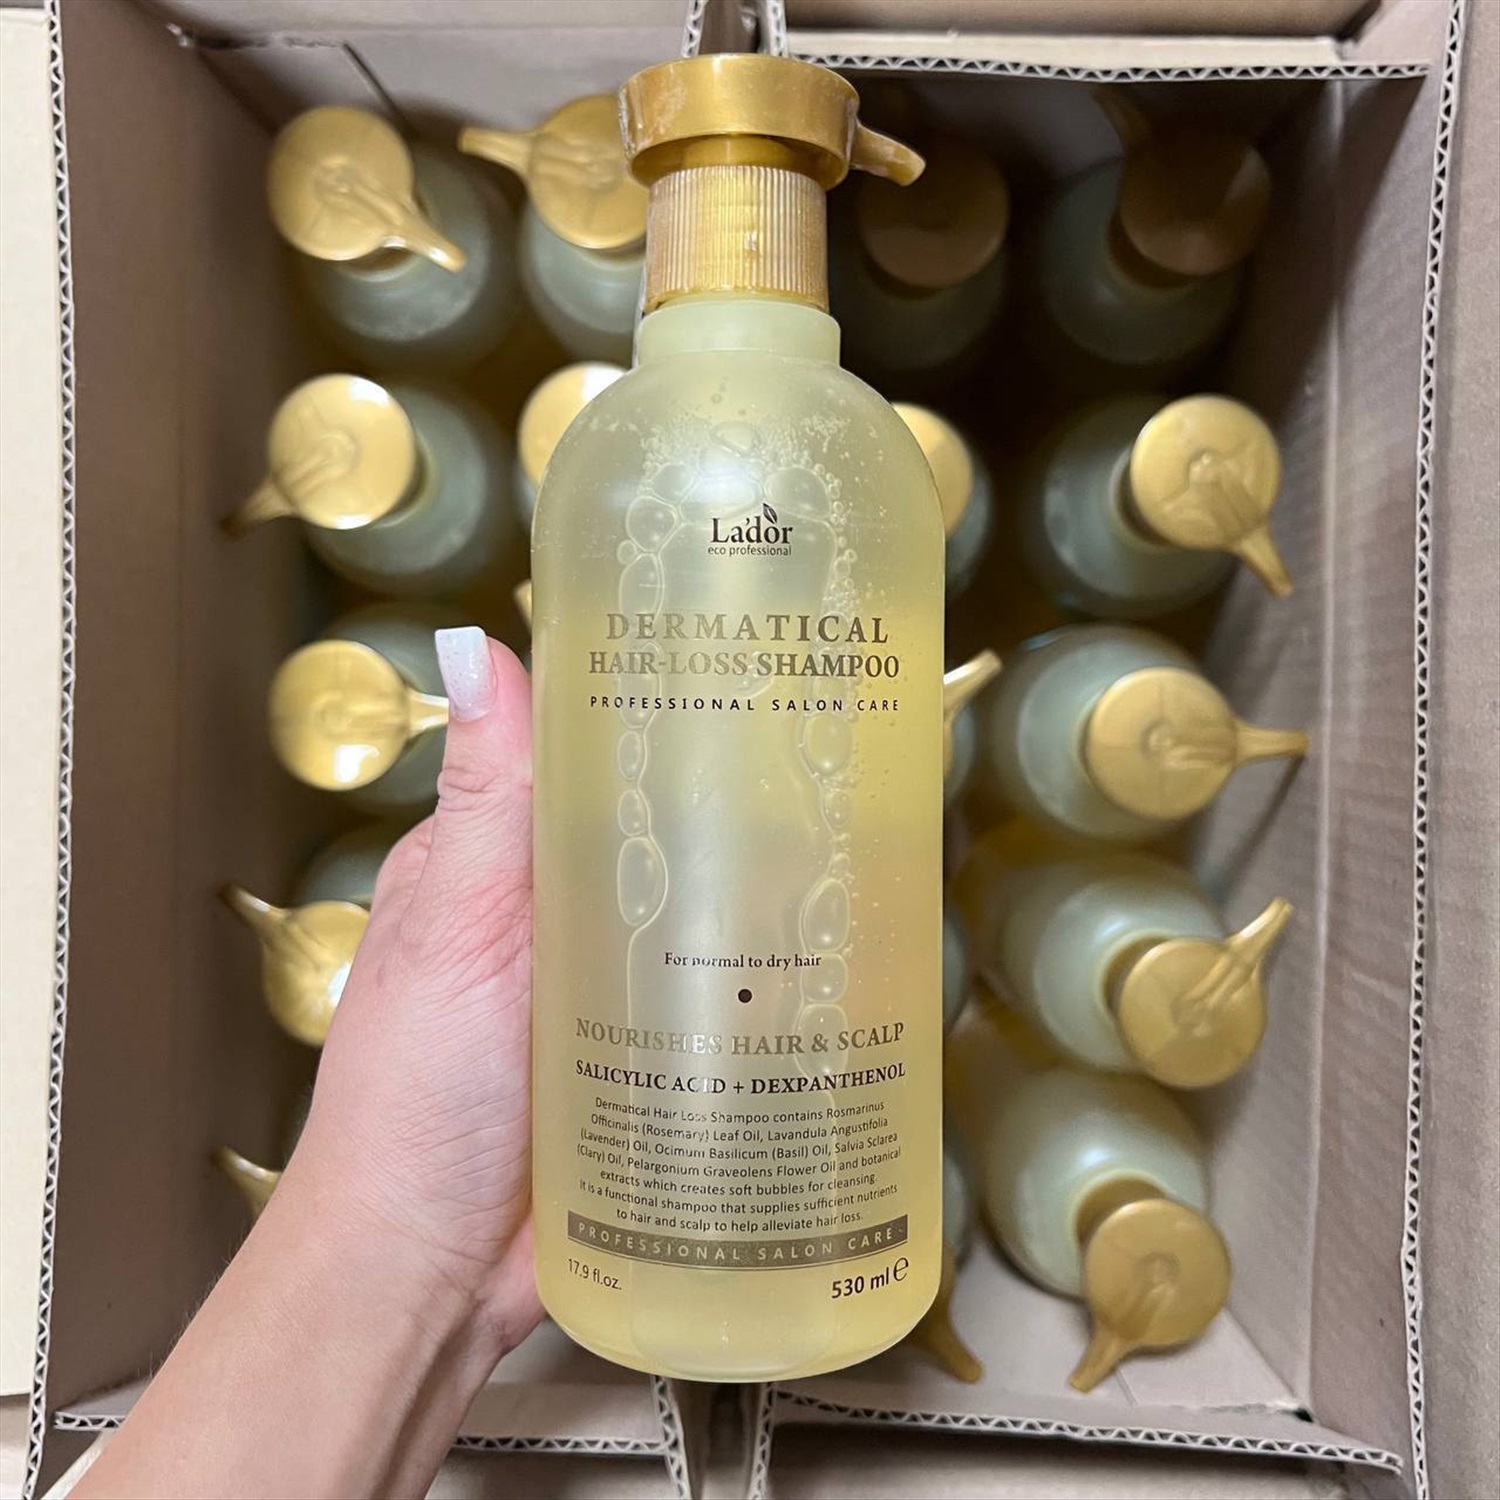 La'dor
eco professional
DERMATICAL
HAIR-LOSS SHAMPOO
PROFESSIONAL SALON CARE
For normal to dry hair
NOURISHES HAIR & SCALP
SALICYLIC ACID + DEXPANTHENOL
Dermatical Hair Loss Shampoo contains Rosmarinus
Officinalis (Rosemary) Leaf Oil, Lavandula Angustifolia
(Lavender) Oil, Ocimum Basilicum (Basil) Oil, Salvia Sclarea
(Clary) Oil, Pelargonium Graveolens Flower Oil and botanical
extracts which creates soft bubbles for cleansing.
It is a functional shampoo that supplies sufficient nutrients
to hair and scalp to help alleviate hair loss.
PROFESSIONAL SALON CARE
17.9 fl.oz.
530 ml ℮